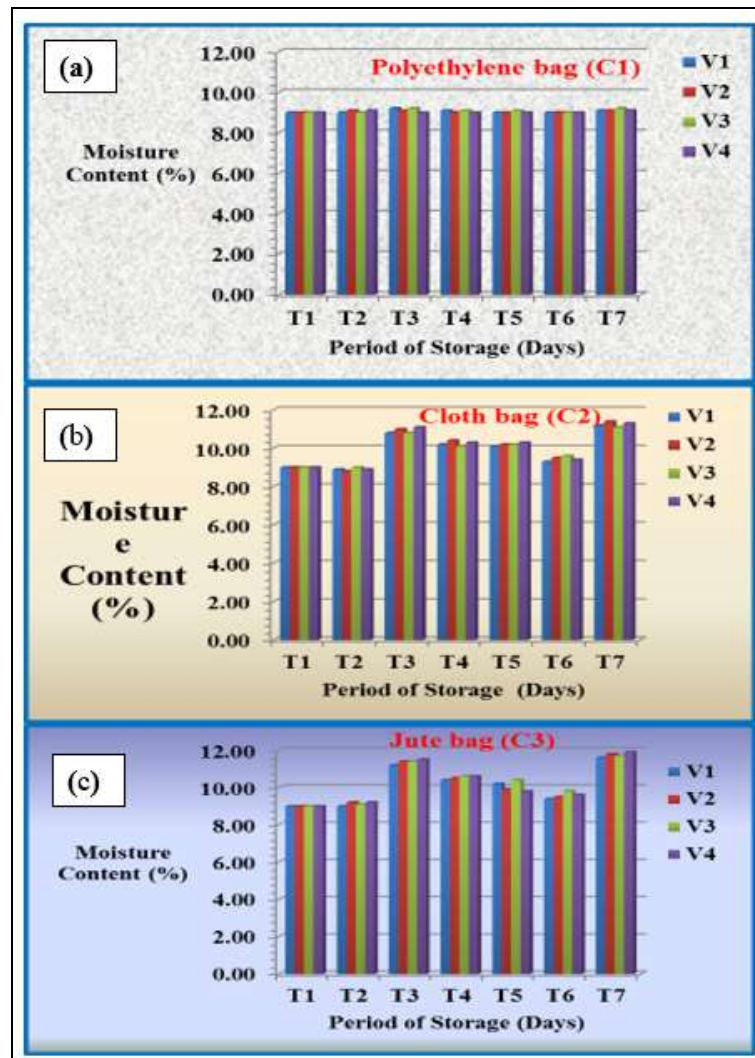 (a)
Polyethylene bag (C1)
12.00
10.00
8.00
6.00
4.00
2.00
0.00
Moisture
Content (%)
V1
V2
V3
V4
T1 T2 T3 T4 T5 T6 T7
Period of Storage (Days)
(b)
Cloth bag (C2)
12.00
10.00
8.00
6.00
4.00
2.00
0.00
Moistur
e
Content
(%)
V1
V2
V3
V4
T1 T2 T3 T4 T5 T6 T7
Period of Storage (Days)
(c)
Jute bag (C3)
12.00
10.00
8.00
6.00
4.00
2.00
0.00
Moisture
Content (%)
V1
V2
V3
V4
T1 T2 T3 T4 T5 T6 T7
Period of Storage (Days)